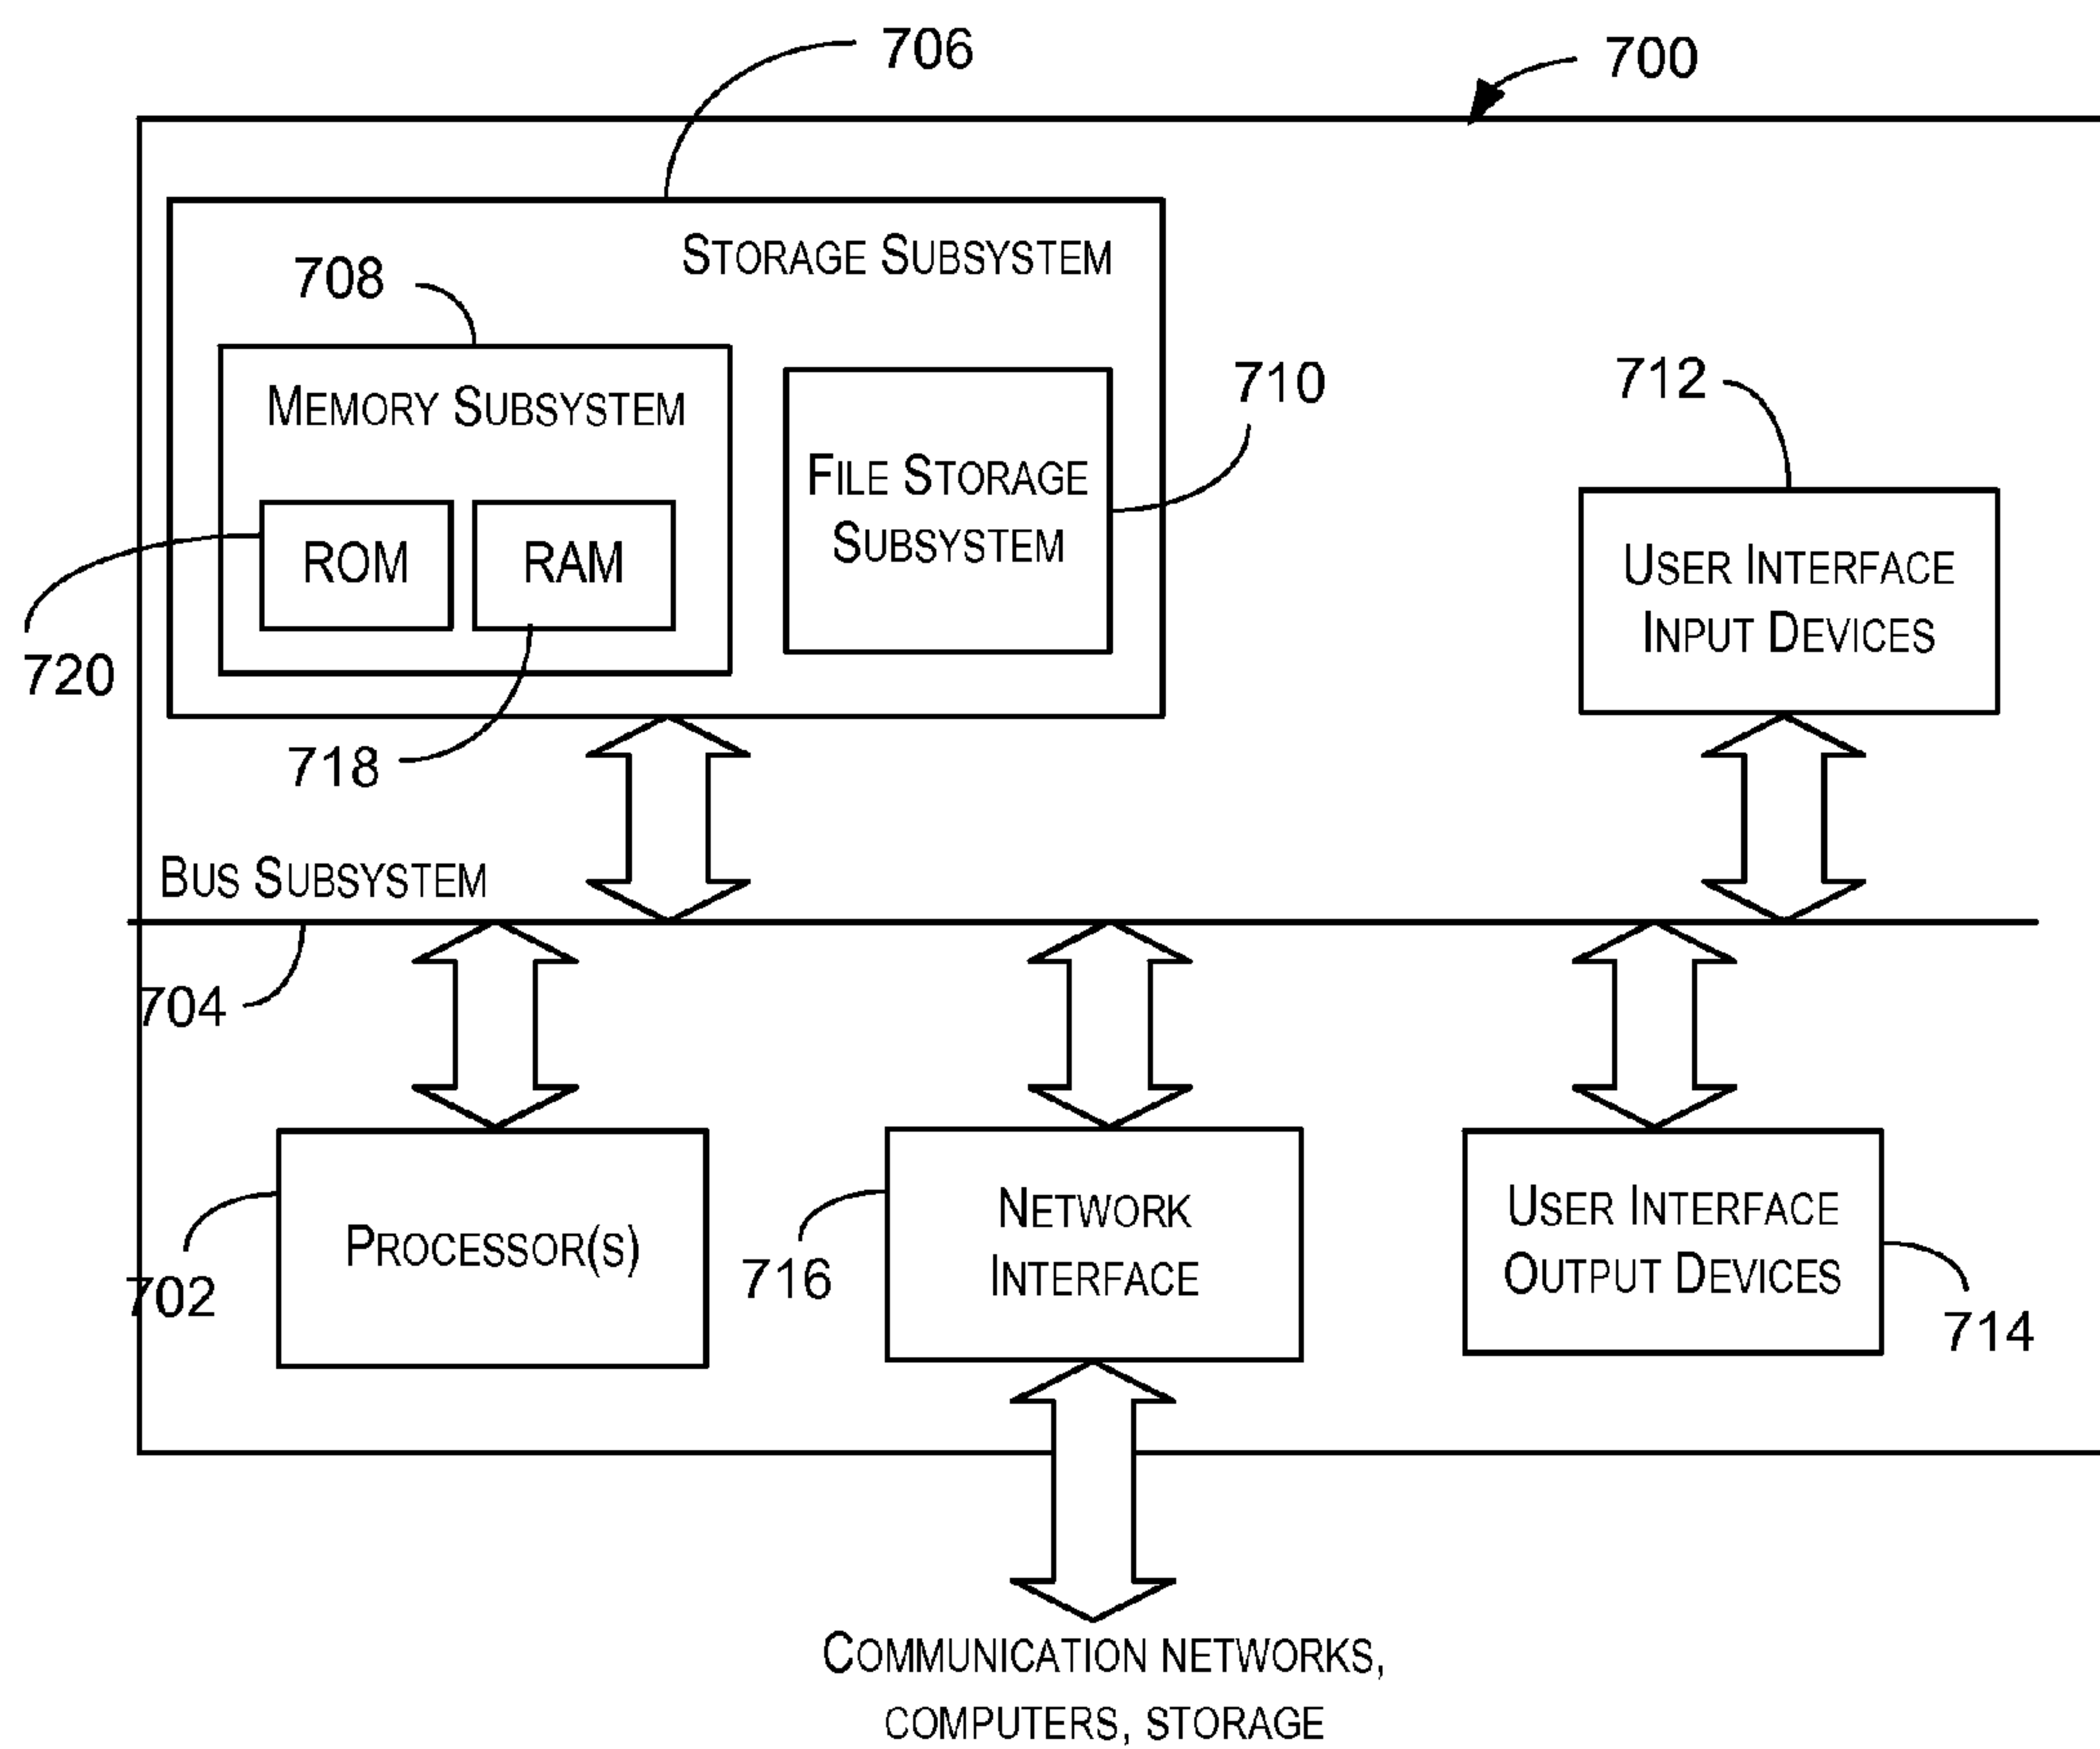 706
700
STORAGE SUBSYSTEM
708
MEMORY SUBSYSTEM
710
712
FILE STORAGE
SUBSYSTEM
ROM
RAM
USER INTERFACE
INPUT DEVICES
720
718
BUS SUBSYSTEM
704
PROCESSOR(S)
702
NETWORK
INTERFACE
716
USER INTERFACE
OUTPUT DEVICES
714
COMMUNICATION NETWORKS,
COMPUTERS, STORAGE